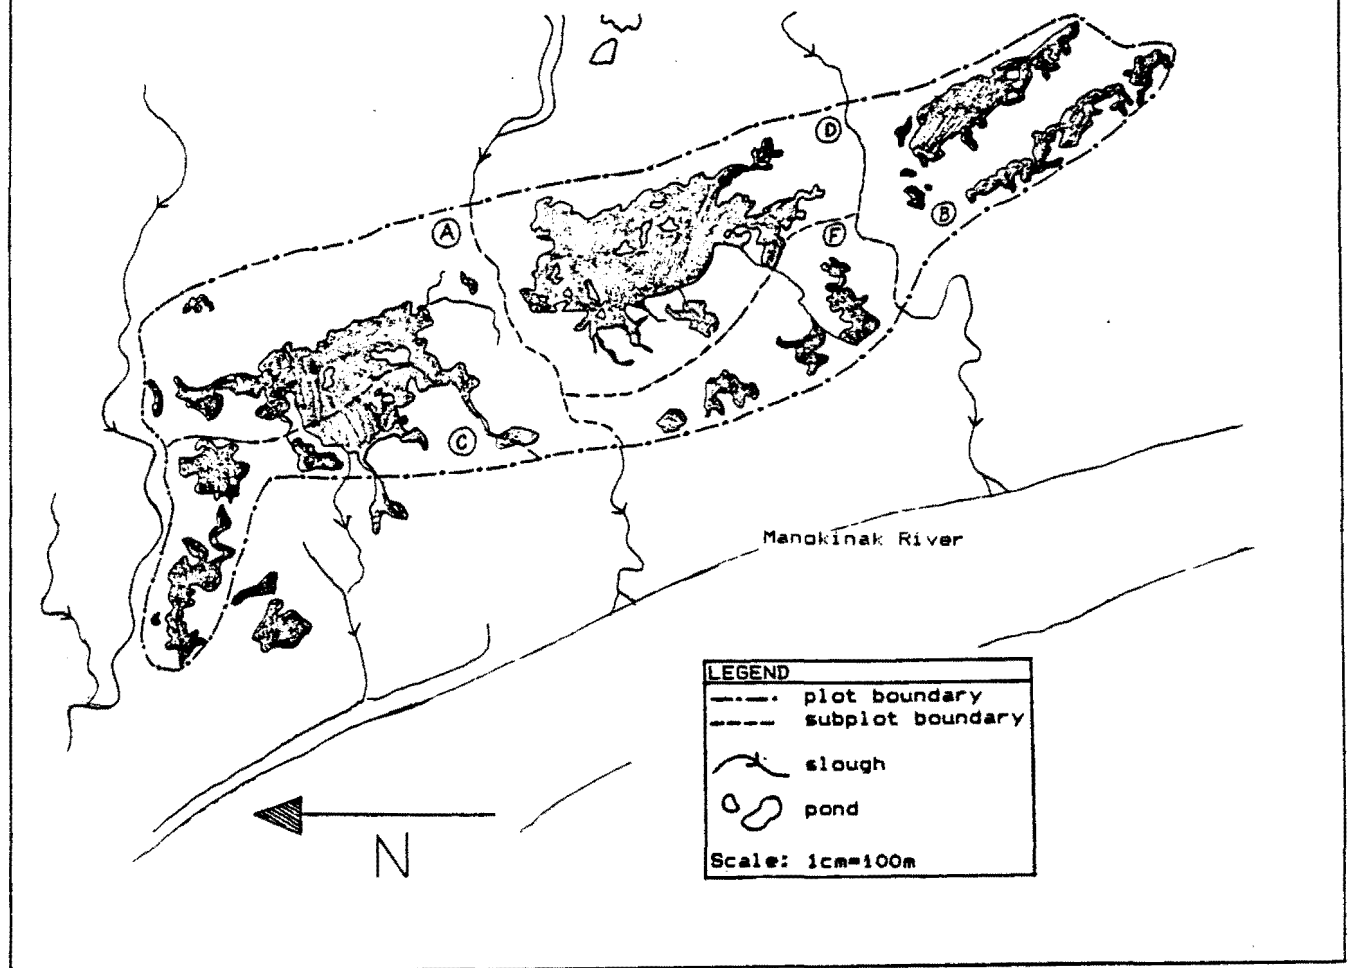 D
B
A
F
C
Manokinak River
LEGEND
plot boundary
subplot boundary
slough
pond
Scale: 1cm=100m
N